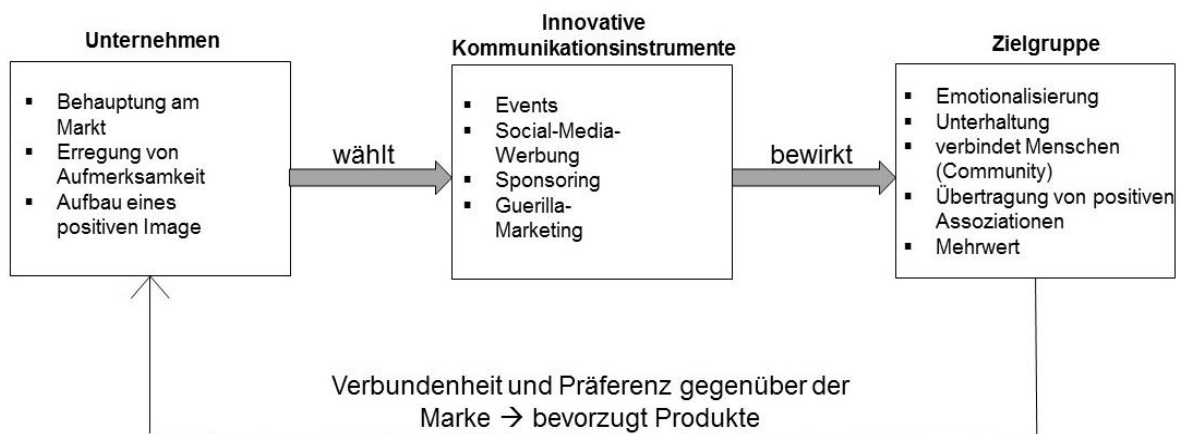 Unternehmen
▪ Behauptung am
Markt
▪ Erregung von
Aufmerksamkeit
▪ Aufbau eines
positiven Image
wählt
Innovative
Kommunikationsinstrumente
▪ Events
▪ Social-Media-
Werbung
▪ Sponsoring
▪ Guerilla-
Marketing
bewirkt
Zielgruppe
▪ Emotionalisierung
▪ Unterhaltung
▪ verbindet Menschen
(Community)
▪ Übertragung von positiven
Assoziationen
▪ Mehrwert
Verbundenheit und Präferenz gegenüber der
Marke → bevorzugt Produkte